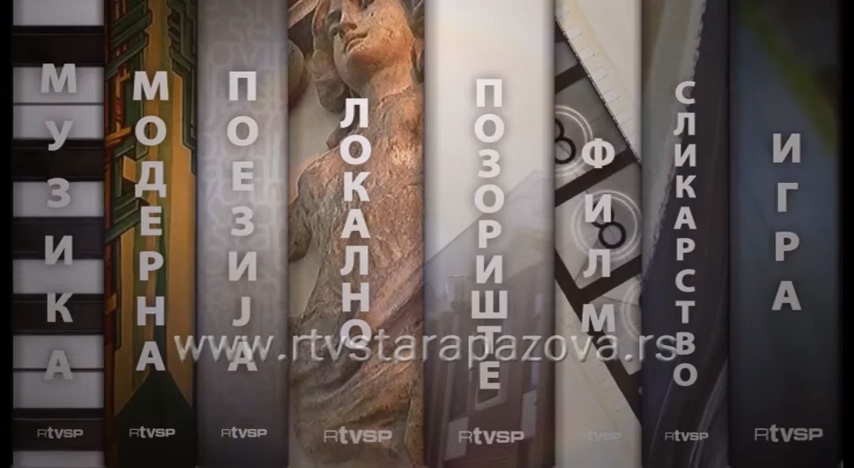 МУЗИКА
МОДЕРНА
ПОЕЗИЈА
ЛОКАЛНО
ПОЗОРИШТЕ
ФИЛМ
СЛИКАРСТВО
ИГРА
www.rtvstarapazova.rs
RTVSP
RTVSP
RTVSP
RTVSP
RTVSP
RTVSP
RTVSP
RTVSP